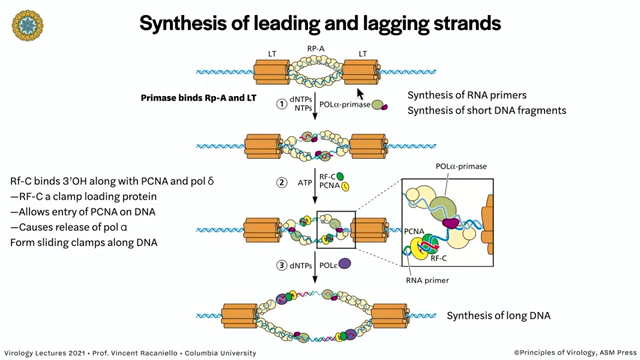 Synthesis of leading and lagging strands
LT
RP-A
LT
Primase binds Rp-A and LT
1
dNTPs
NTPs
POLα-primase
Synthesis of RNA primers
Synthesis of short DNA fragments
Rf-C binds 3'OH along with PCNA and pol δ
—RF-C a clamp loading protein
—Allows entry of PCNA on DNA
—Causes release of pol α
Form sliding clamps along DNA
2
ATP
RF-C
PCNA
POLα-primase
PCNA
RF-C
RNA primer
3
dNTPs
POLε
Synthesis of long DNA
Virology Lectures 2021 • Prof. Vincent Racaniello • Columbia University
©Principles of Virology, ASM Press